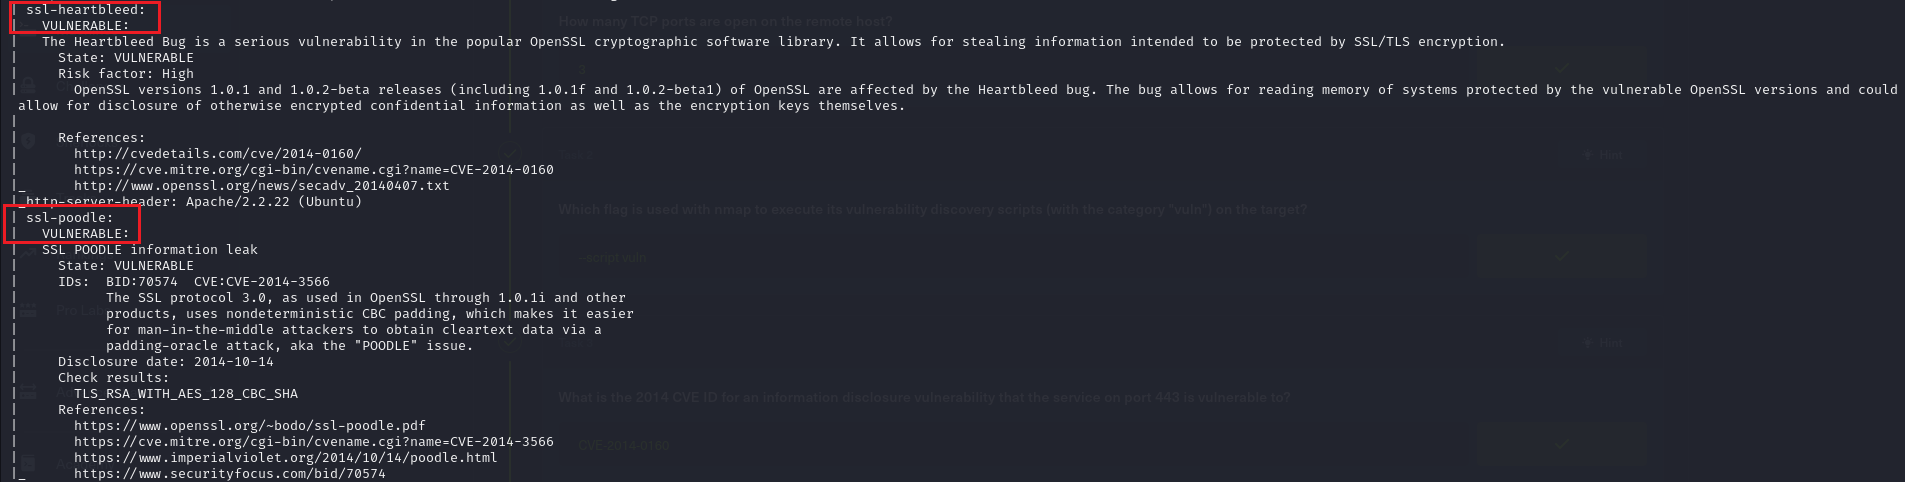 | ssl-heartbleed:
|   VULNERABLE:
|   The Heartbleed Bug is a serious vulnerability in the popular OpenSSL cryptographic software library. It allows for stealing information intended to be protected by SSL/TLS encryption.
|     State: VULNERABLE
|     Risk factor: High
|       OpenSSL versions 1.0.1 and 1.0.2-beta releases (including 1.0.1f and 1.0.2-beta1) of OpenSSL are affected by the Heartbleed bug. The bug allows for reading memory of systems protected by the vulnerable OpenSSL versions and could
allow for disclosure of otherwise encrypted confidential information as well as the encryption keys themselves.
|
|     References:
|       http://cvedetails.com/cve/2014-0160/
|       https://cve.mitre.org/cgi-bin/cvename.cgi?name=CVE-2014-0160
|_      http://www.openssl.org/news/secadv_20140407.txt
|_http-server-header: Apache/2.2.22 (Ubuntu)
| ssl-poodle:
|   VULNERABLE:
|   SSL POODLE information leak
|     State: VULNERABLE
|     IDs:  BID:70574  CVE:CVE-2014-3566
|           The SSL protocol 3.0, as used in OpenSSL through 1.0.1i and other
|           products, uses nondeterministic CBC padding, which makes it easier
|           for man-in-the-middle attackers to obtain cleartext data via a
|           padding-oracle attack, aka the "POODLE" issue.
|     Disclosure date: 2014-10-14
|     Check results:
|       TLS_RSA_WITH_AES_128_CBC_SHA
|     References:
|       https://www.openssl.org/~bodo/ssl-poodle.pdf
|       https://cve.mitre.org/cgi-bin/cvename.cgi?name=CVE-2014-3566
|       https://www.imperialviolet.org/2014/10/14/poodle.html
|_      https://www.securityfocus.com/bid/70574
How many TCP ports are open on the remote host?
3
Hint
Which flag is used with nmap to execute its vulnerability discovery scripts (with the category "vuln") on the target?
--script vuln
Hint
What is the 2014 CVE ID for an information disclosure vulnerability that the service on port 443 is vulnerable to?
CVE-2014-0160